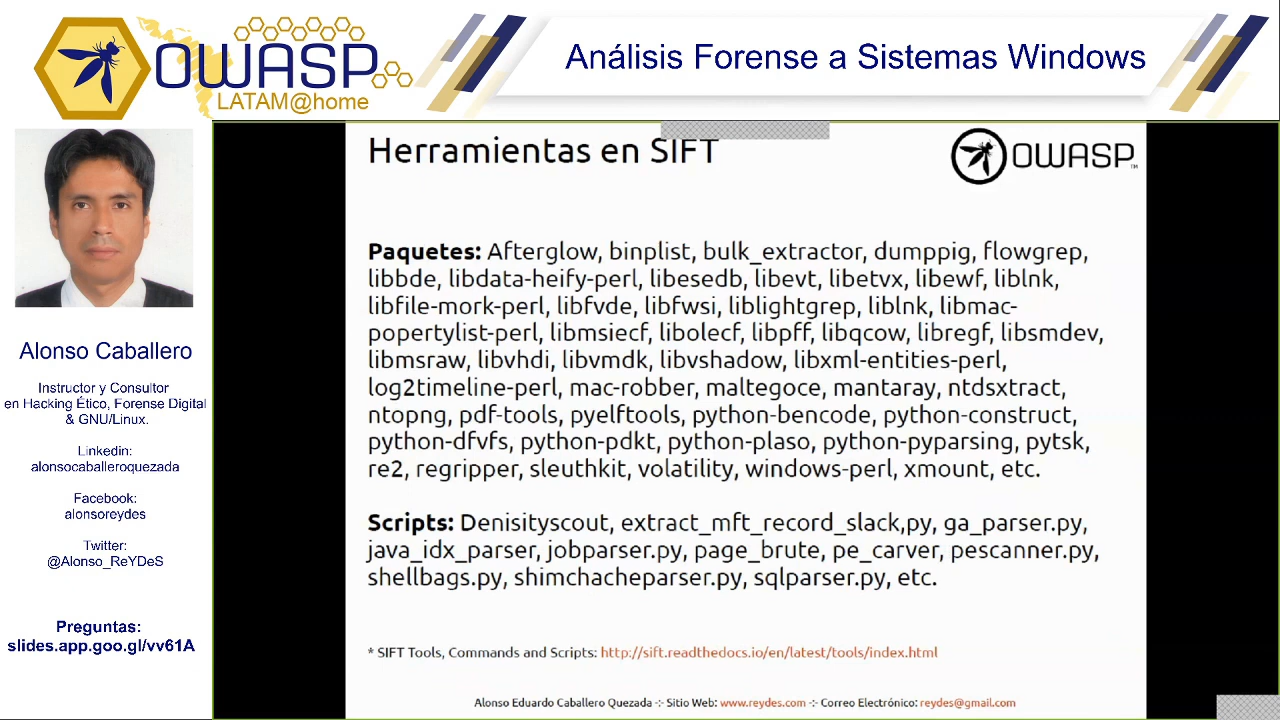 OWASP
LATAM@home
Análisis Forense a Sistemas Windows
Alonso Caballero
Instructor y Consultor
en Hacking Ético, Forense Digital
& GNU/Linux.
Linkedin:
alonsocaballeroquezada
Facebook:
alonsoreydes
Twitter:
@Alonso_ReYDeS
Preguntas:
slides.app.goo.gl/vv61A
Herramientas en SIFT
OWASP™
Paquetes: Afterglow, binplist, bulk_extractor, dumppig, flowgrep,
libbde, libdata-heify-perl, libesedb, libevt, libetvx, libewf, liblnk,
libfile-mork-perl, libfvde, libfwsi, liblightgrep, liblnk, libmac-
popertylist-perl, libmsiecf, libolecf, libpff, libqcow, libregf, libsmdev,
libmsraw, libvhdi, libvmdk, libvshadow, libxml-entities-perl,
log2timeline-perl, mac-robber, maltegoce, mantaray, ntdsxtract,
ntopng, pdf-tools, pyelftools, python-bencode, python-construct,
python-dfvfs, python-pdkt, python-plaso, python-pyparsing, pytsk,
re2, regripper, sleuthkit, volatility, windows-perl, xmount, etc.
Scripts: Denisityscout, extract_mft_record_slack,py, ga_parser.py,
java_idx_parser, jobparser.py, page_brute, pe_carver, pescanner.py,
shellbags.py, shimchacheparser.py, sqlparser.py, etc.
* SIFT Tools, Commands and Scripts: http://sift.readthedocs.io/en/latest/tools/index.html
Alonso Eduardo Caballero Quezada -:- Sitio Web: www.reydes.com -:- Correo Electrónico: reydes@gmail.com